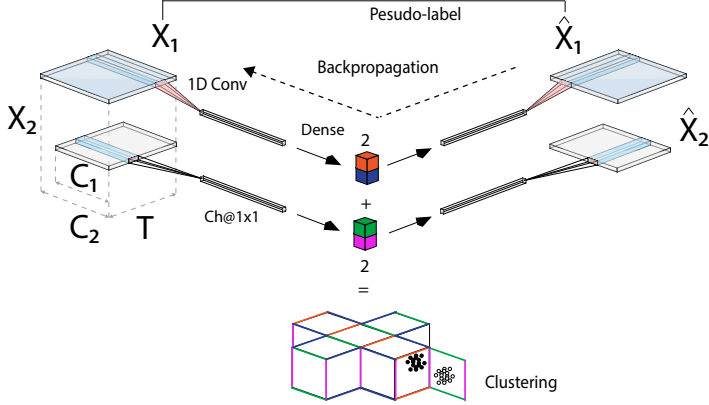 Pesudo-label
X₁
X̂₁
Backpropagation
1D Conv
X₂
Dense
2
X̂₂
C₁
+
C₂
T
Ch@1x1
2
=
Clustering